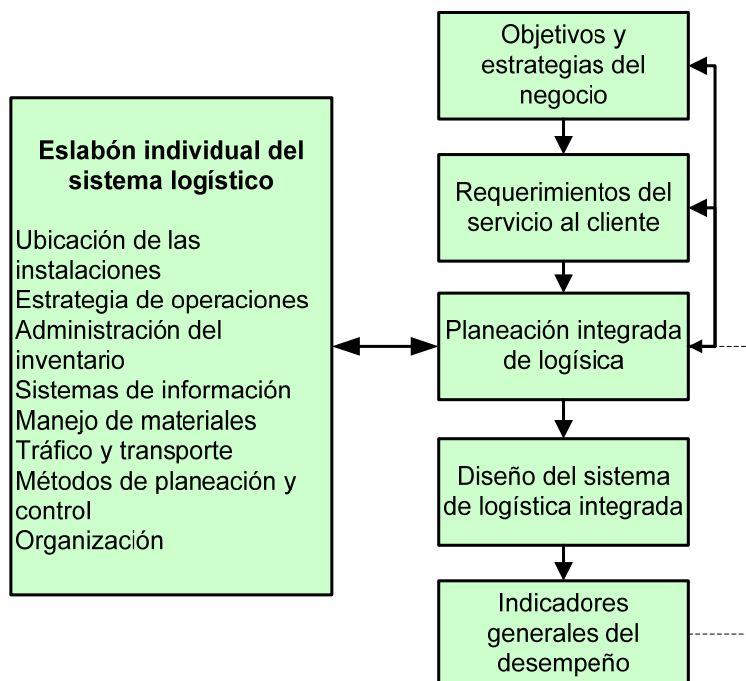 Eslabón individual del
sistema logístico
Ubicación de las
instalaciones
Estrategia de operaciones
Administración del
inventario
Sistemas de información
Manejo de materiales
Tráfico y transporte
Métodos de planeación y
control
Organización
Objetivos y
estrategias del
negocio
Requerimientos del
servicio al cliente
Planeación integrada
de logísica
Diseño del sistema
de logística integrada
Indicadores
generales del
desempeño